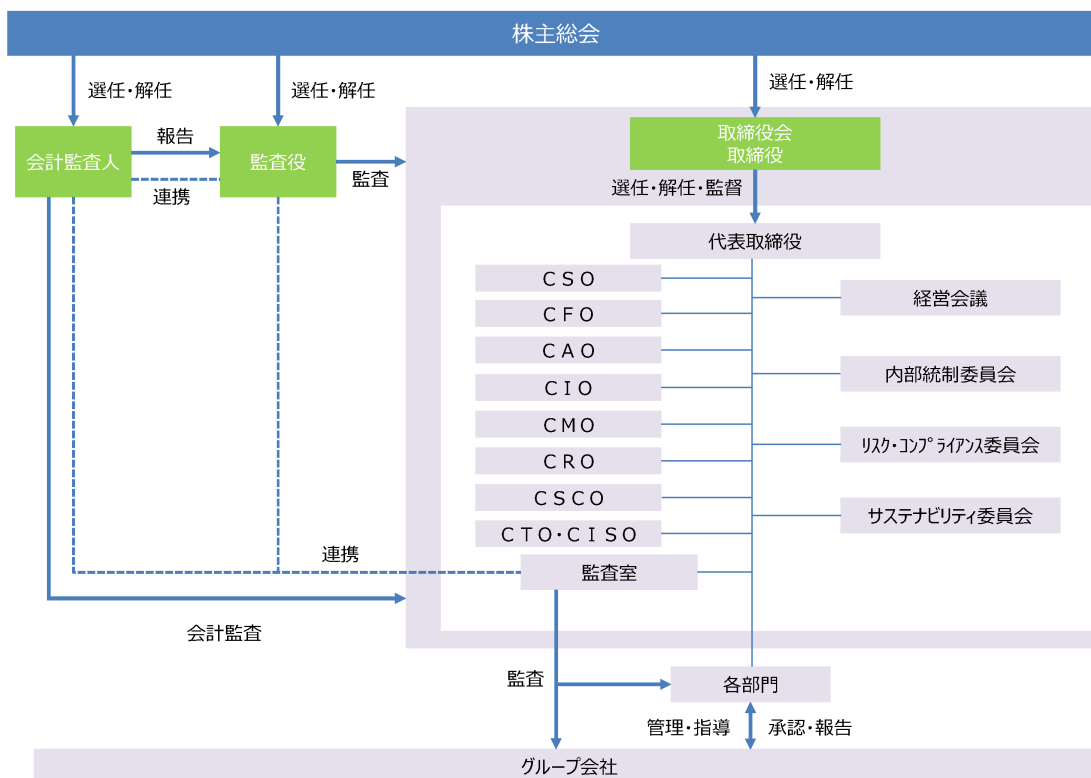 株主総会
選任・解任
選任・解任
選任・解任
会計監査人
報告
連携
監査役
監査
取締役会
取締役
選任・解任・監督
代表取締役
ＣＳＯ
ＣＦＯ
ＣＡＯ
ＣＩＯ
ＣＭＯ
ＣＲＯ
ＣＳＣＯ
ＣＴＯ・ＣＩＳＯ
経営会議
内部統制委員会
ﾘｽｸ・ｺﾝﾌﾟﾗｲｱﾝｽ委員会
サステナビリティ委員会
連携
監査室
会計監査
監査
各部門
管理・指導
承認・報告
グループ会社